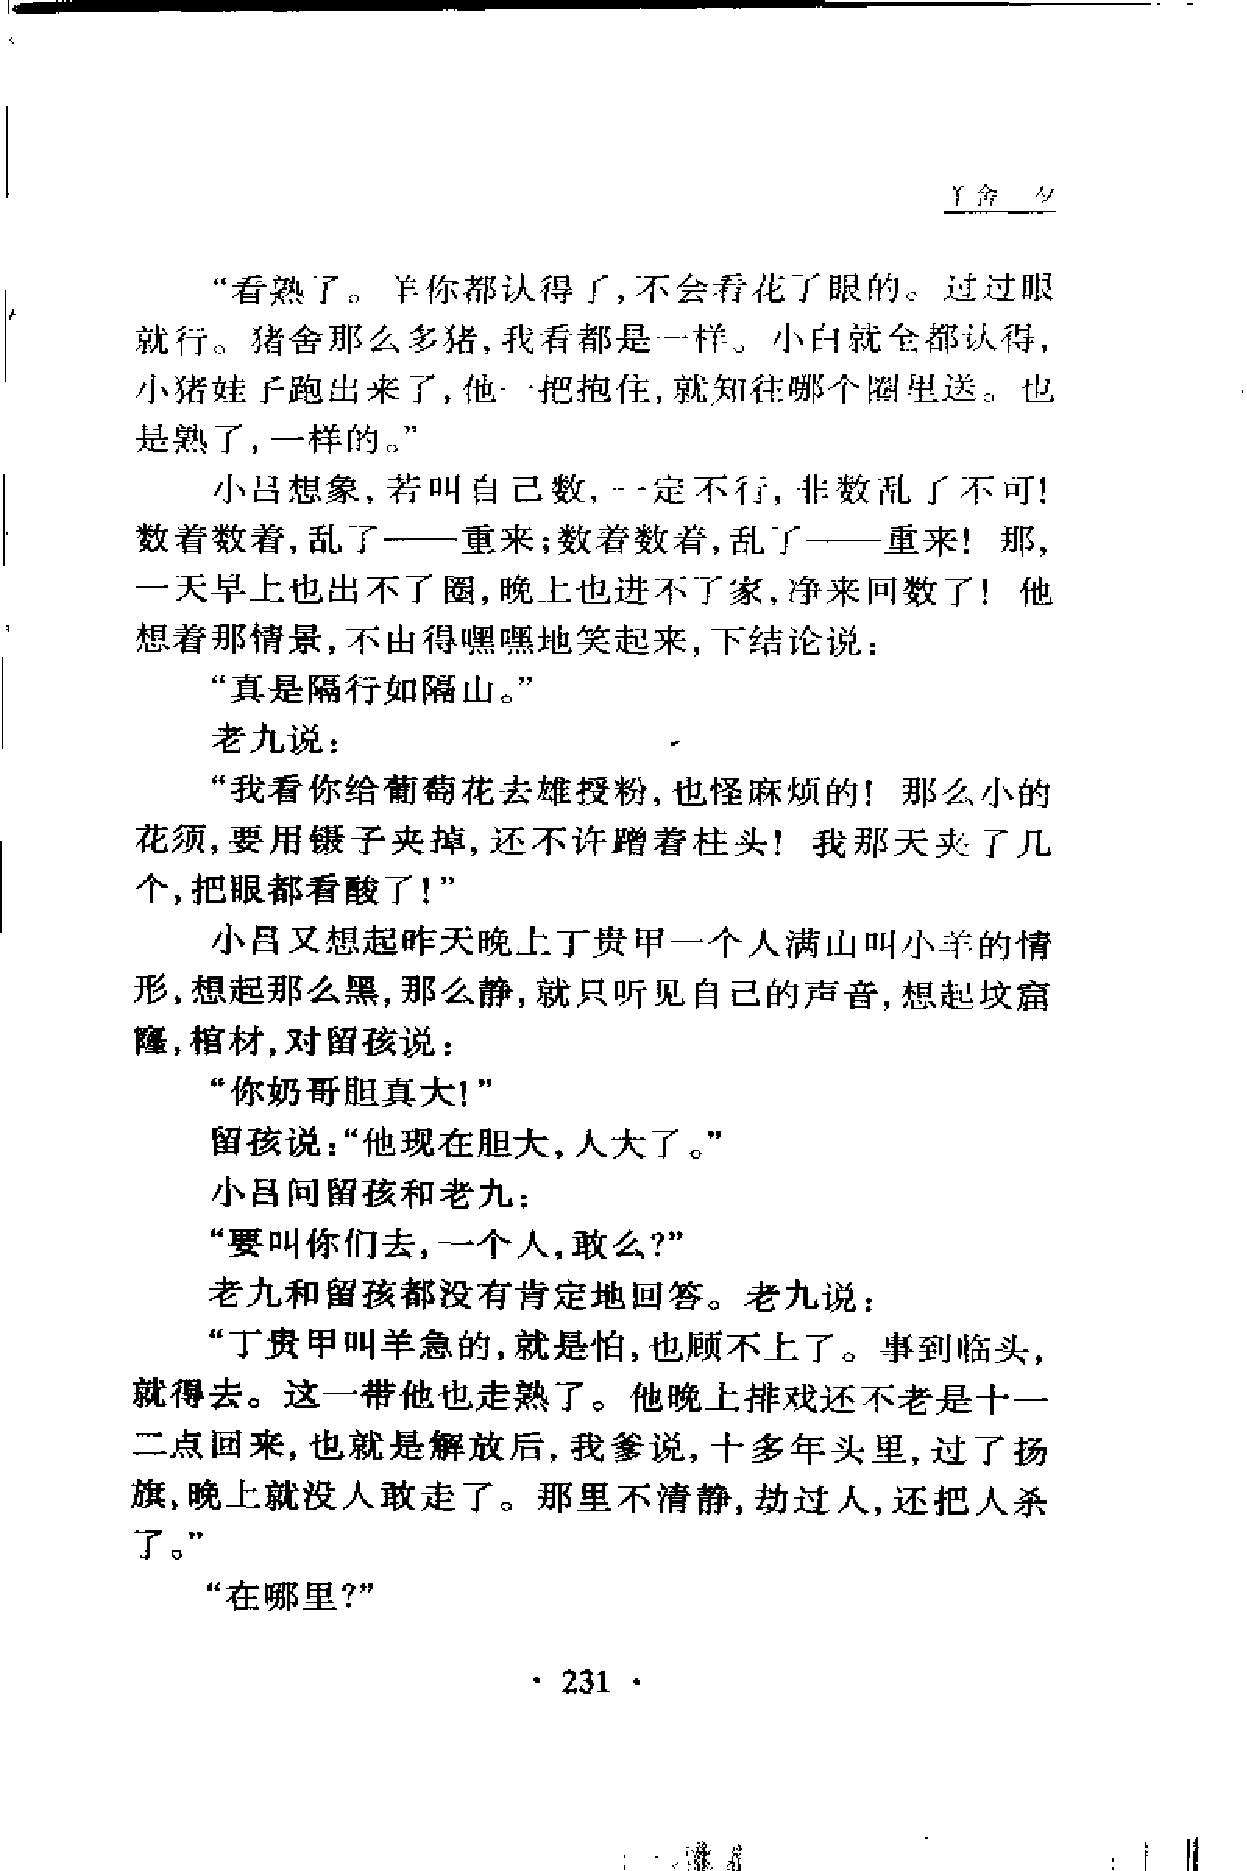 羊舍一夕
“看熟了。羊你都认得了,不会看花了眼的。过过眼
就行。猪舍那么多猪,我看都是一样。小白就全都认得,
小猪娃子跑出来了,他一把抱住,就知往哪个圈里送。也
是熟了,一样的。”
小吕想象,若叫自己数,一定不行,非数乱了不可!
数着数着,乱了——重来;数着数着,乱了——重来! 那,
一天早上也出不了圈,晚上也进不了家,净来回数了! 他
想着那情景,不由得嘿嘿地笑起来,下结论说:
“真是隔行如隔山。”
老九说:
“我看你给葡萄花去雄授粉,也怪麻烦的! 那么小的
花须,要用镊子夹掉,还不许蹭着柱头! 我那天夹了几
个,把眼都看酸了!”
小吕又想起昨天晚上丁贵甲一个人满山叫小羊的情
形,想起那么黑,那么静,就只听见自己的声音,想起坟窟
窿,棺材,对留孩说:
“你奶哥胆真大!”
留孩说:“他现在胆大,人大了。”
小吕问留孩和老九:
“要叫你们去,一个人,敢么?”
老九和留孩都没有肯定地回答。老九说:
“丁贵甲叫羊急的,就是怕,也顾不上了。事到临头,
就得去。这一带他也走熟了。他晚上排戏还不老是十一
二点回来,也就是解放后,我爹说,十多年头里,过了扬
旗,晚上就没人敢走了。那里不清静,劫过人,还把人杀
了。”
“在哪里?”
· 231 ·